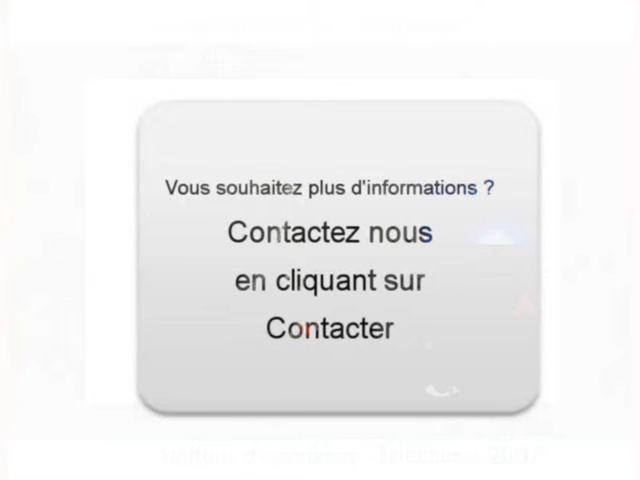 Vous souhaitez plus d'informations ?
Contactez nous
en cliquant sur
Contacter